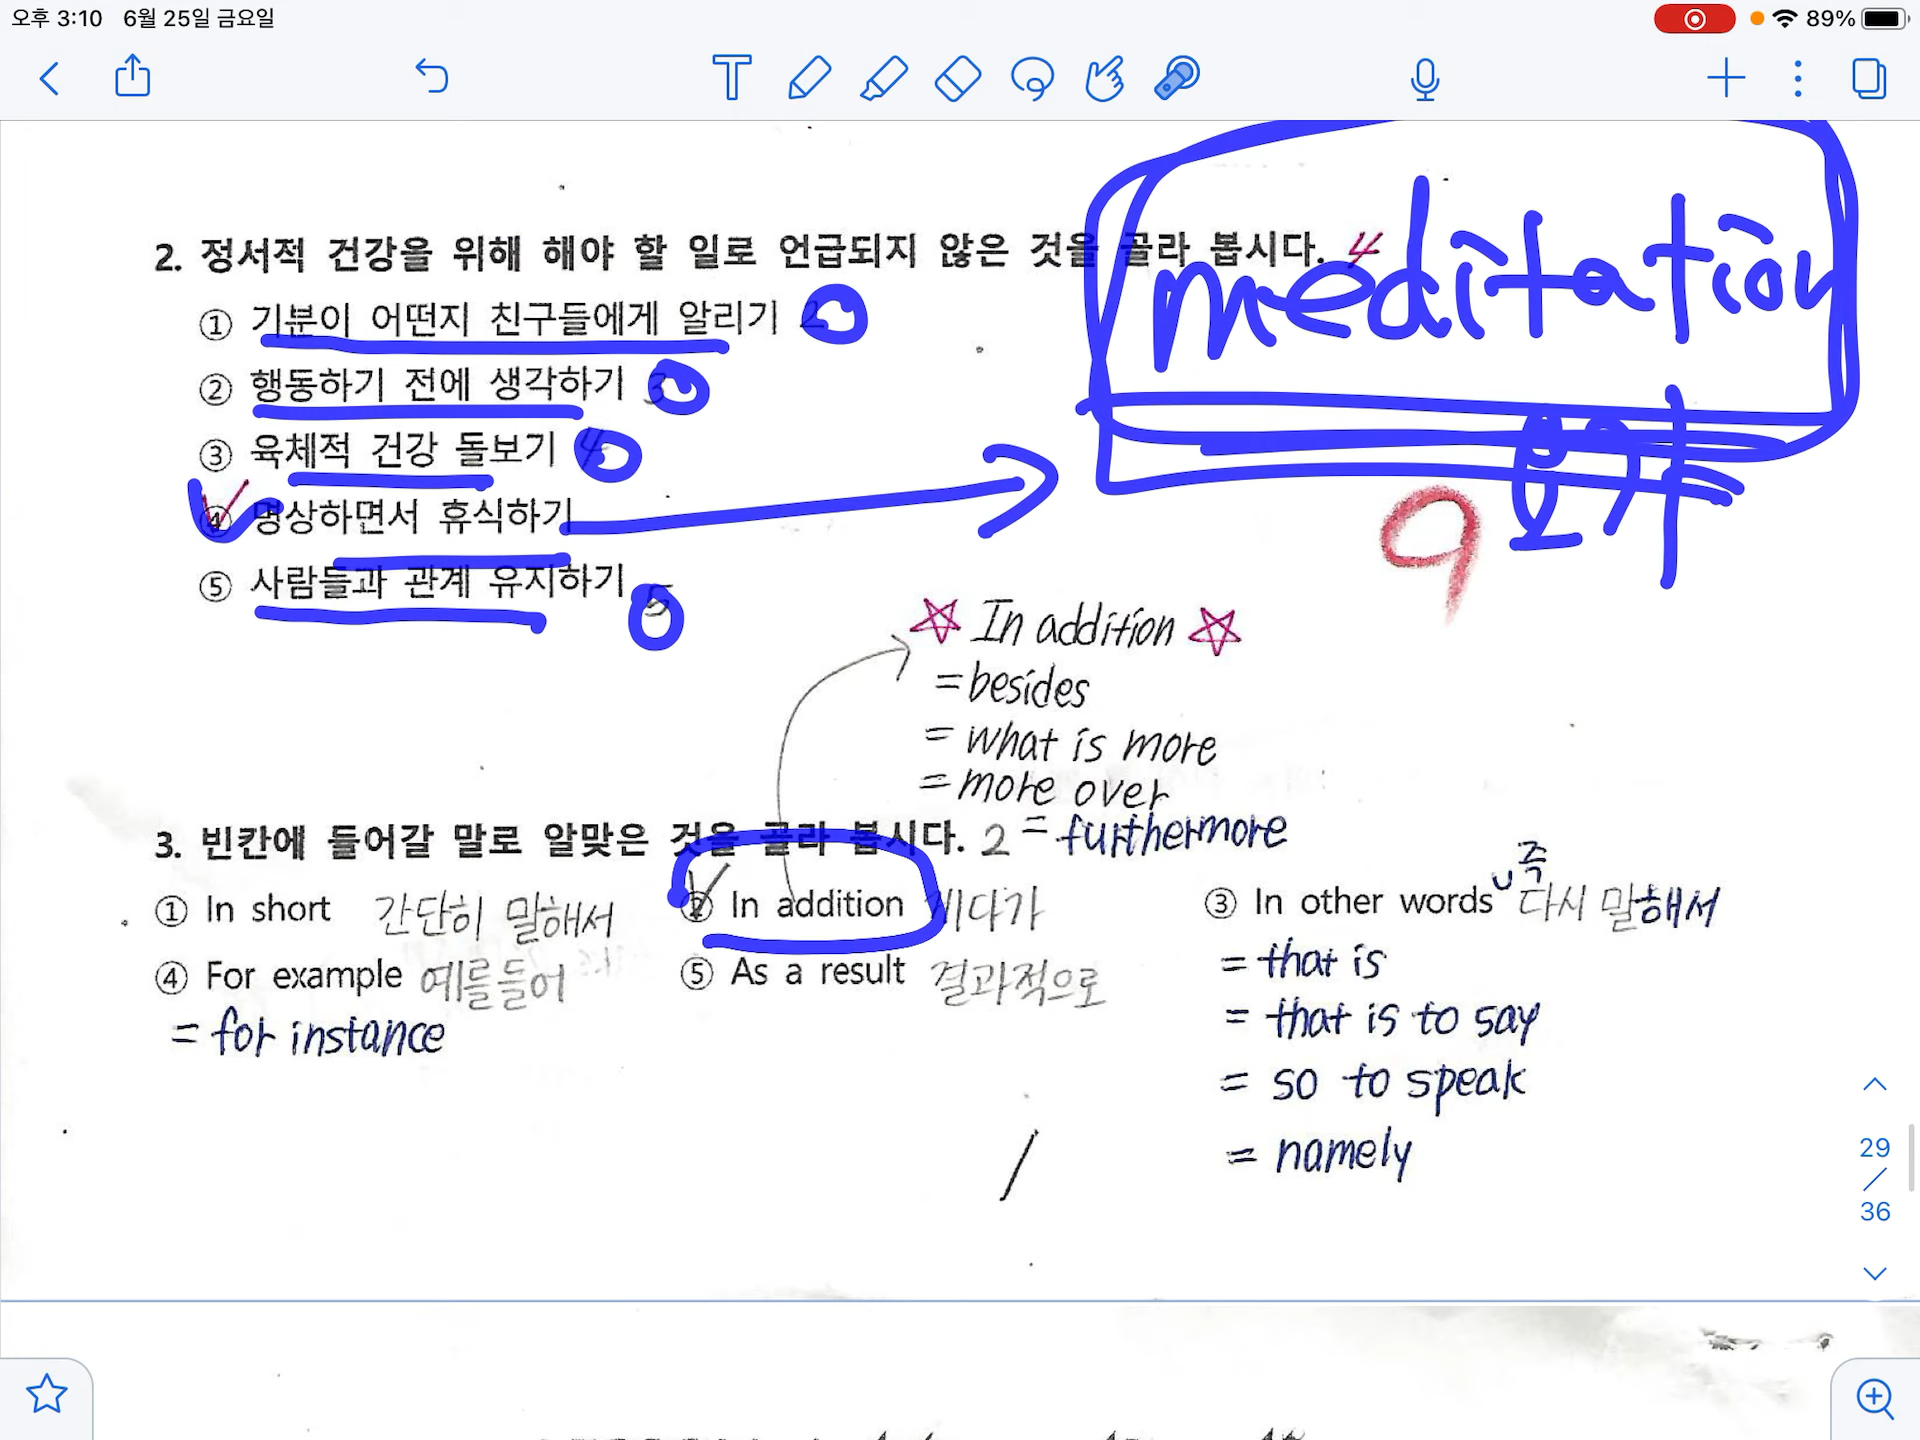 오후 3:10 6월 25일 금요일
89%
meditation
2. 정서적 건강을 위해 해야 할 일로 언급되지 않은 것을 골라 봅시다. 4
① 기분이 어떤지 친구들에게 알리기
② 행동하기 전에 생각하기
③ 육체적 건강 돌보기
④ 명상하면서 휴식하기
⑤ 사람들과 관계 유지하기 5
9
In addition
= besides
= what is more
= more over
= furthermore
3. 빈칸에 들어갈 말로 알맞은 것을 골라 봅시다. 2
① In short 간단히 말해서
② In addition 게다가
③ In other words 즉 다시 말해서
= that is
= that is to say
= so to speak
= namely
④ For example 예를들어
= for instance
⑤ As a result 결과적으로
29
/
36